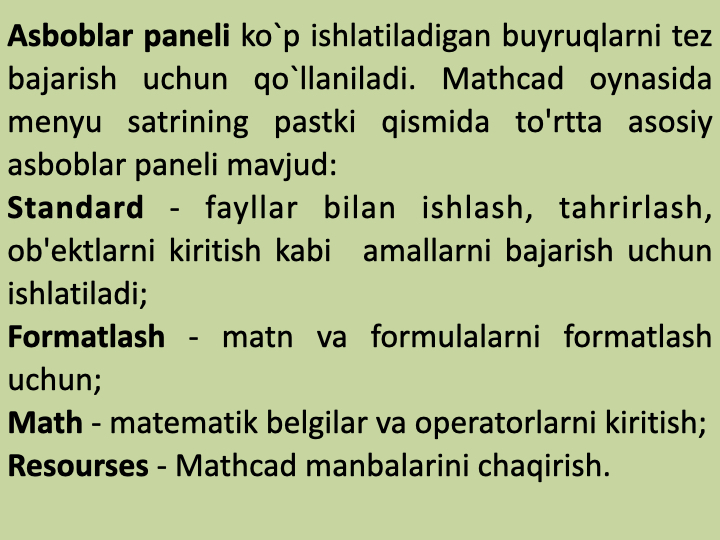 Asboblar paneli ko`p ishlatiladigan buyruqlarni tez
bajarish uchun qo`llaniladi. Mathcad oynasida
menyu satrining pastki qismida to'rtta asosiy
asboblar paneli mavjud:
Standard - fayllar bilan ishlash, tahrirlash,
ob'ektlarni kiritish kabi  amallarni bajarish uchun
ishlatiladi;
Formatlash - matn va formulalarni formatlash
uchun;
Math - matematik belgilar va operatorlarni kiritish;
Resourses - Mathcad manbalarini chaqirish.